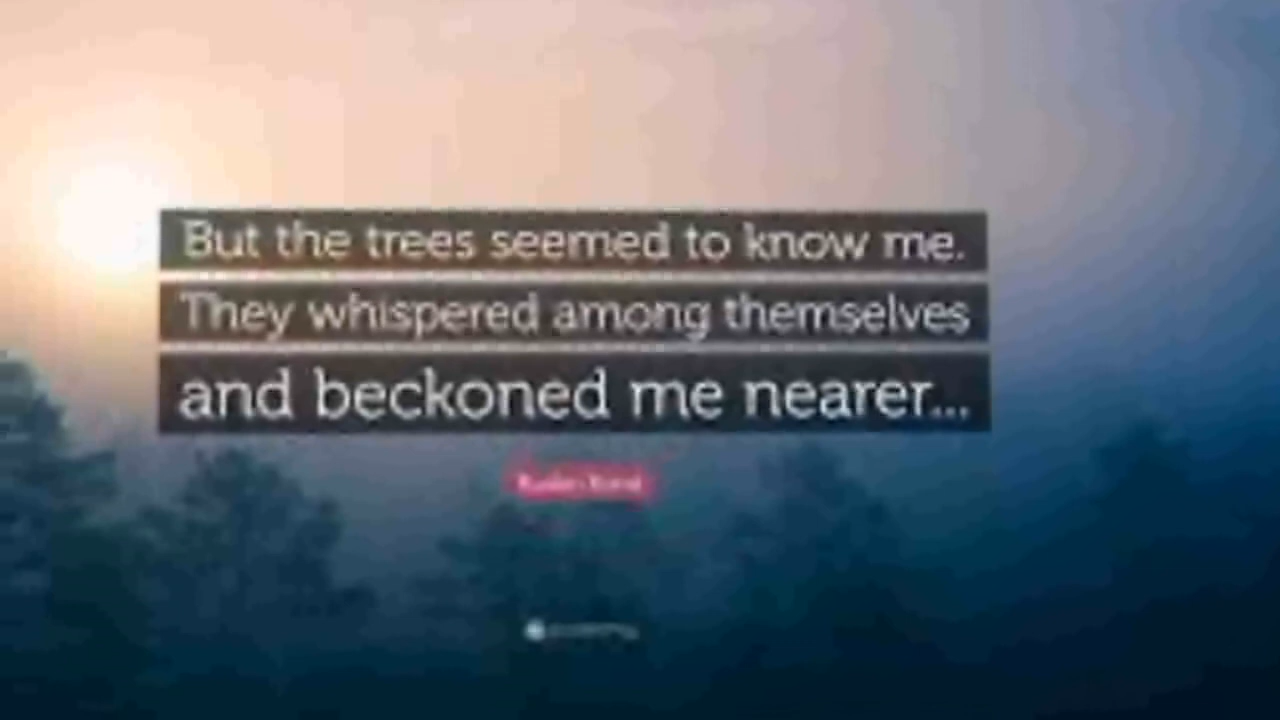 But the trees seemed to know me.
They whispered among themselves
and beckoned me nearer...